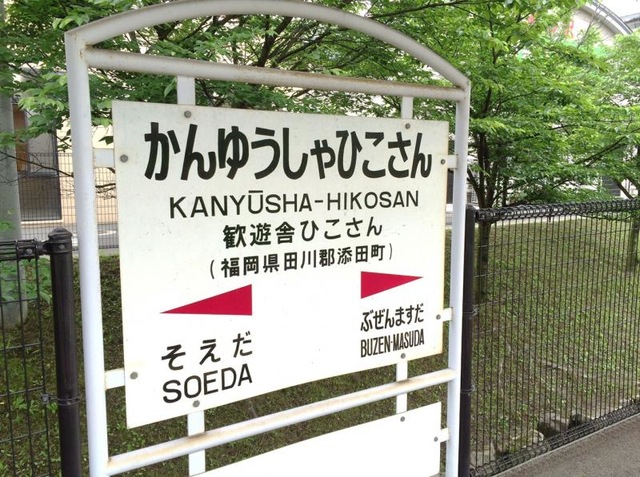 かんゆうしゃひこさん
KANYŪSHA-HIKOSAN
歓遊舎ひこさん
(福岡県田川郡添田町)
そえだ
SOEDA
ぶぜんますだ
BUZEN-MASUDA